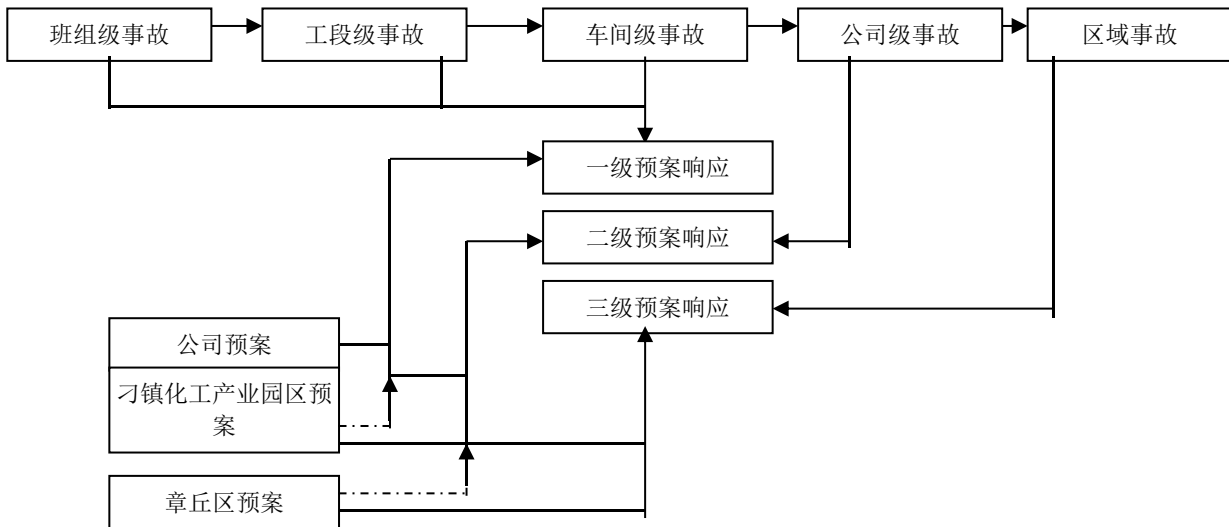 班组级事故
工段级事故
车间级事故
公司级事故
区域事故
一级预案响应
二级预案响应
三级预案响应
公司预案
刁镇化工产业园区预
案
章丘区预案